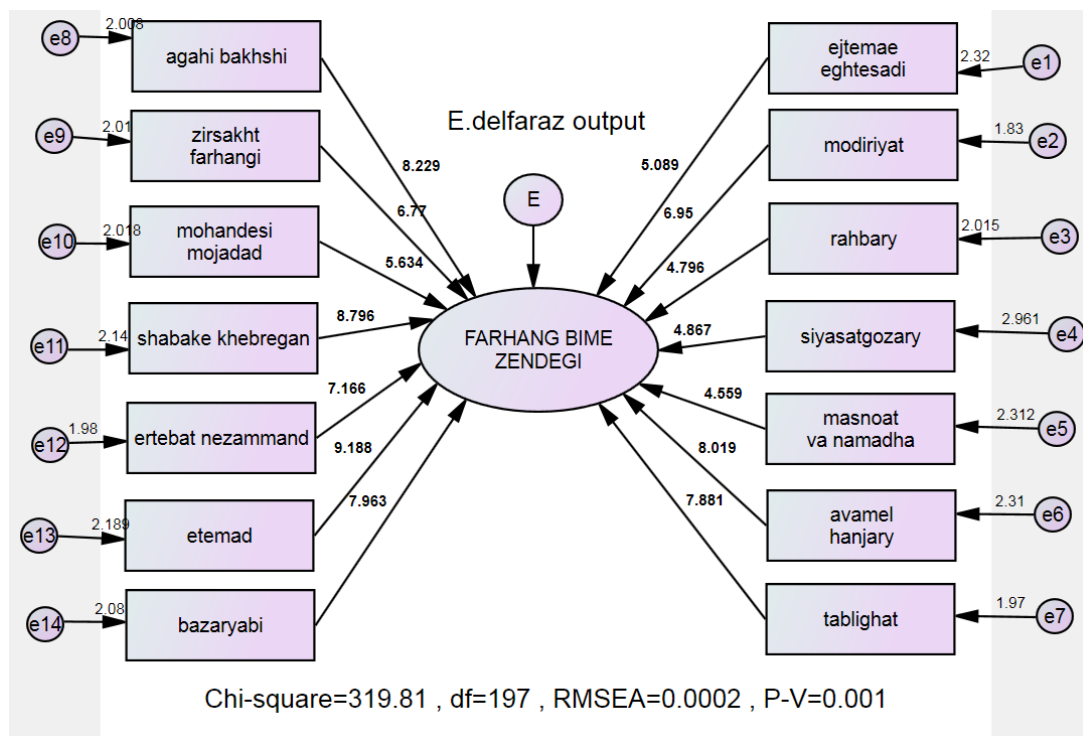 e8
2.008
agahi bakhshi
e9
2.01
zirsakht
farhangi
e10
2.018
mohandesi
mojadad
e11
2.14
shabake khebregan
e12
1.98
ertebat nezammand
e13
2.189
etemad
e14
2.08
bazaryabi
8.229
6.77
5.634
8.796
7.166
9.188
7.963
E.delfaraz output
E
FARHANG BIME
ZENDEGI
5.089
6.95
4.796
4.867
4.559
8.019
7.881
ejtemae
eghtesadi
2.32
e1
modiriyat
1.83
e2
rahbary
2.015
e3
siyasatgozary
2.961
e4
masnoat
va namadha
2.312
e5
avamel
hanjary
2.31
e6
tablighat
1.97
e7
Chi-square=319.81 , df=197 , RMSEA=0.0002 , P-V=0.001